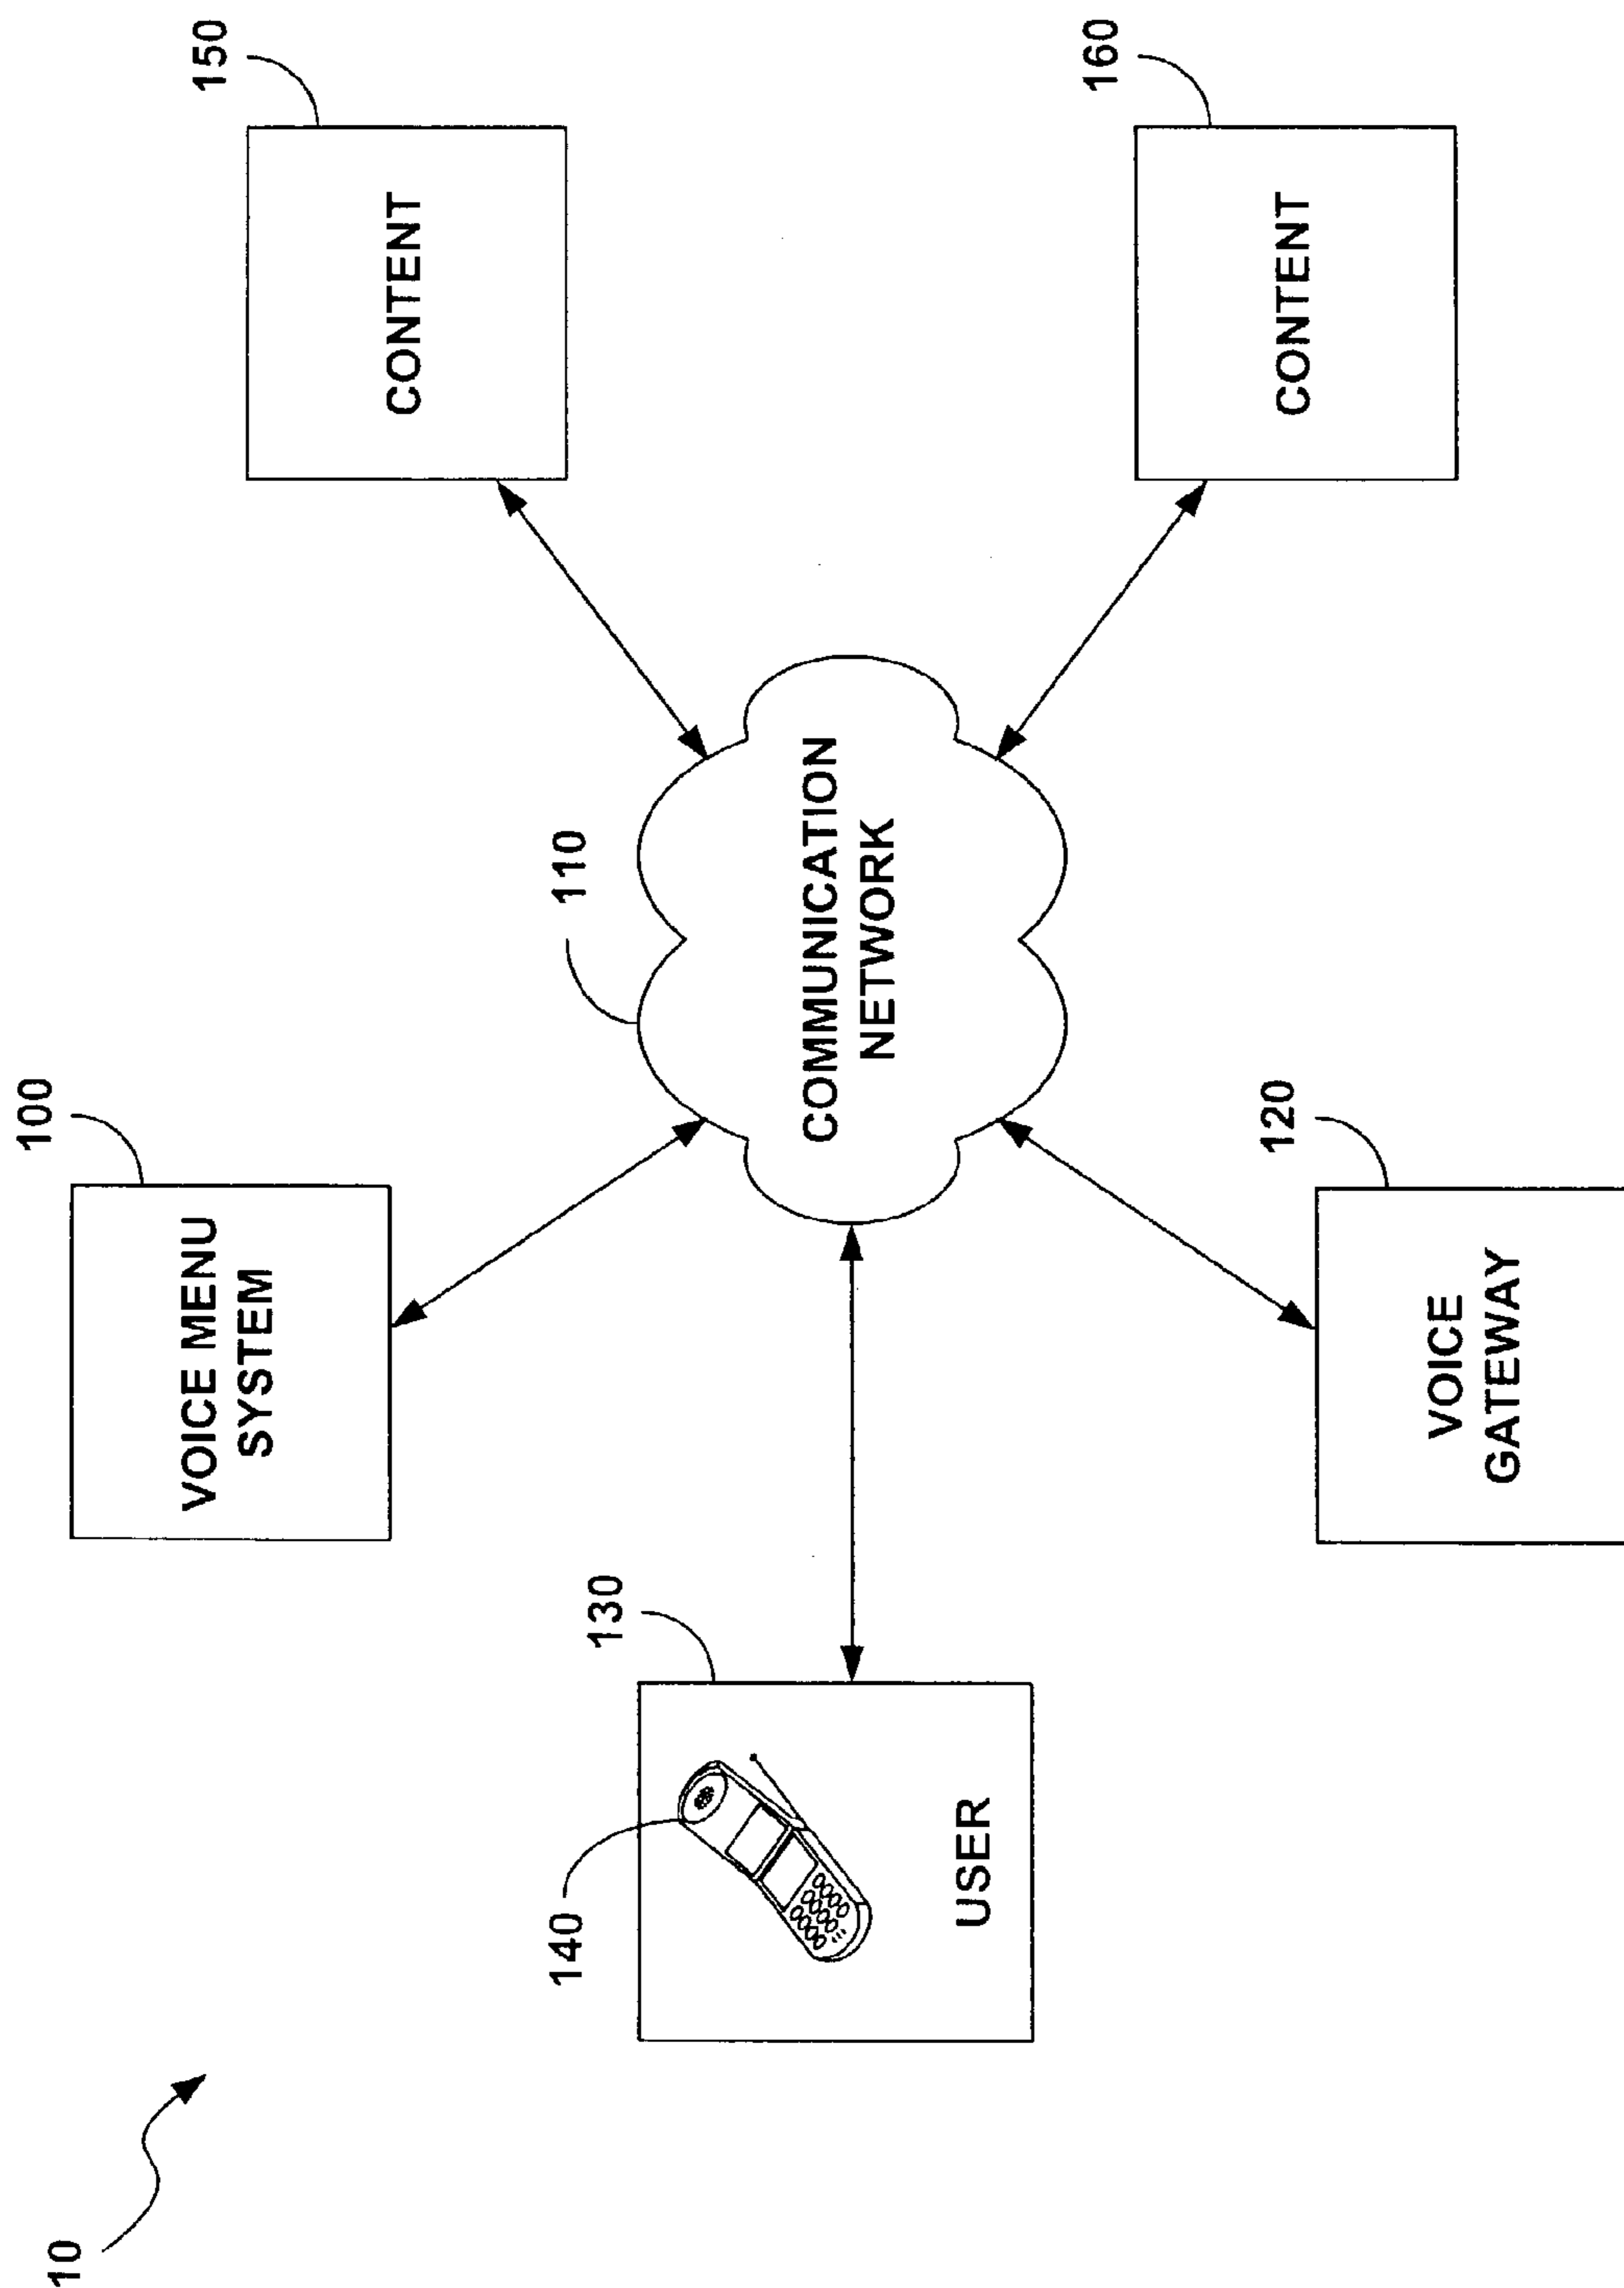 10
100
VOICE MENU
SYSTEM
150
CONTENT
110
COMMUNICATION
NETWORK
130
140
USER
120
VOICE
GATEWAY
160
CONTENT